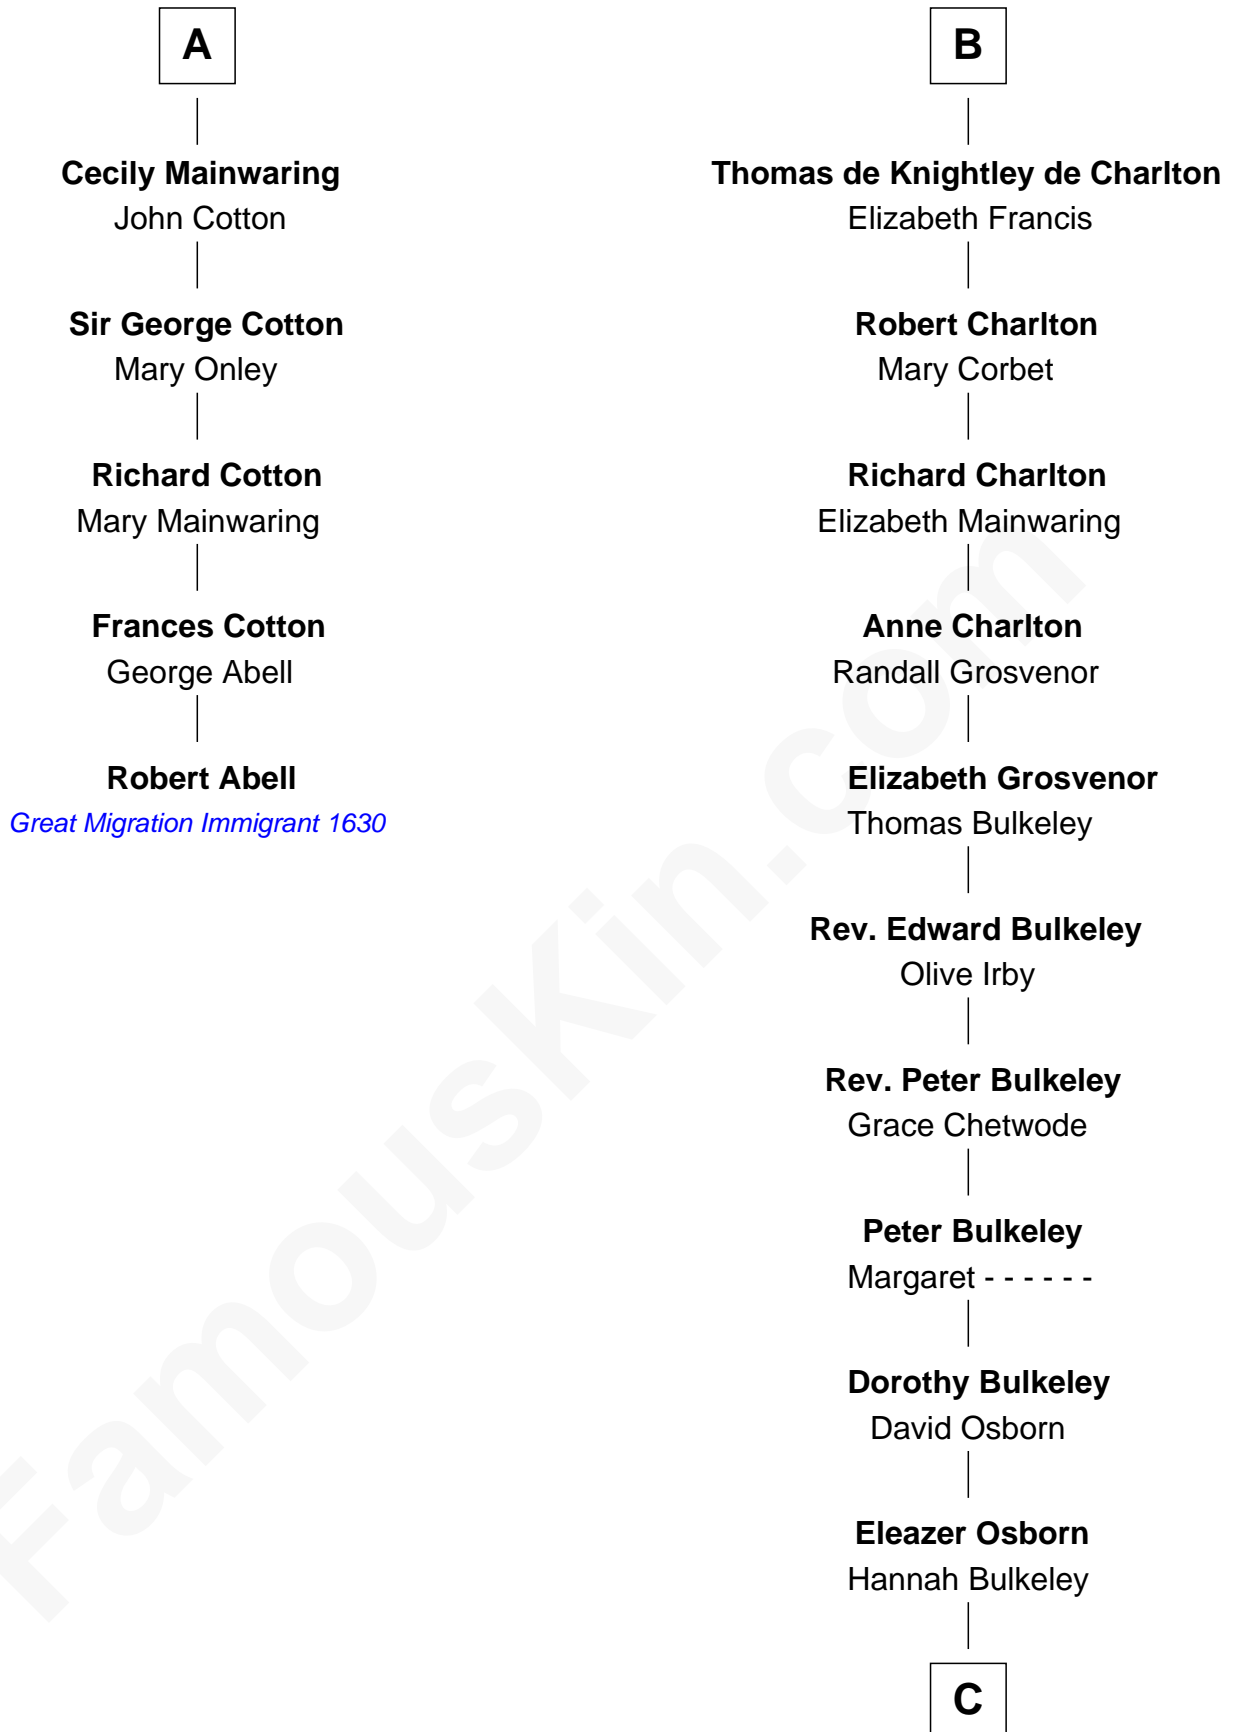 A
Cecily Mainwaring
John Cotton
Sir George Cotton
Mary Onley
Richard Cotton
Mary Mainwaring
Frances Cotton
George Abell
Robert Abell
Great Migration Immigrant 1630
B
Thomas de Knightley de Charlton
Elizabeth Francis
Robert Charlton
Mary Corbet
Richard Charlton
Elizabeth Mainwaring
Anne Charlton
Randall Grosvenor
Elizabeth Grosvenor
Thomas Bulkeley
Rev. Edward Bulkeley
Olive Irby
Rev. Peter Bulkeley
Grace Chetwode
Peter Bulkeley
Margaret - - - - - -
Dorothy Bulkeley
David Osborn
Eleazer Osborn
Hannah Bulkeley
C
FamousKin.com